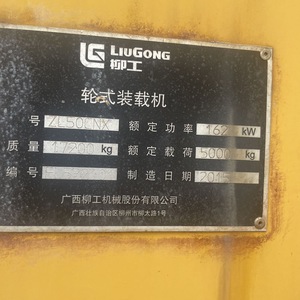 LiuGong
柳工
轮式装载机
号 ZL50CNX 额定功率 162 kW
质量 17200 kg 额定载荷 5000 kg
编号 制造日期
广西柳工机械股份有限公司
广西壮族自治区柳州市柳太路1号